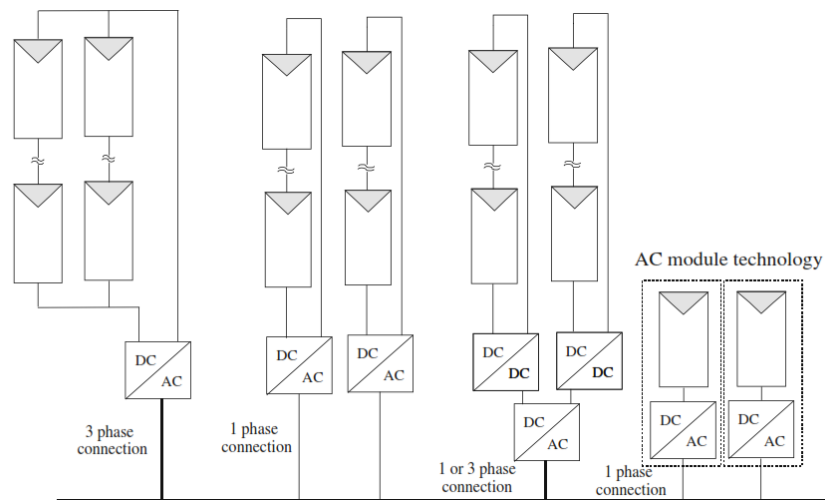 AC module technology
DC
AC
3 phase
connection
DC
AC
DC
AC
1 phase
connection
DC
DC
DC
DC
DC
AC
1 or 3 phase
connection
DC
AC
DC
AC
1 phase
connection